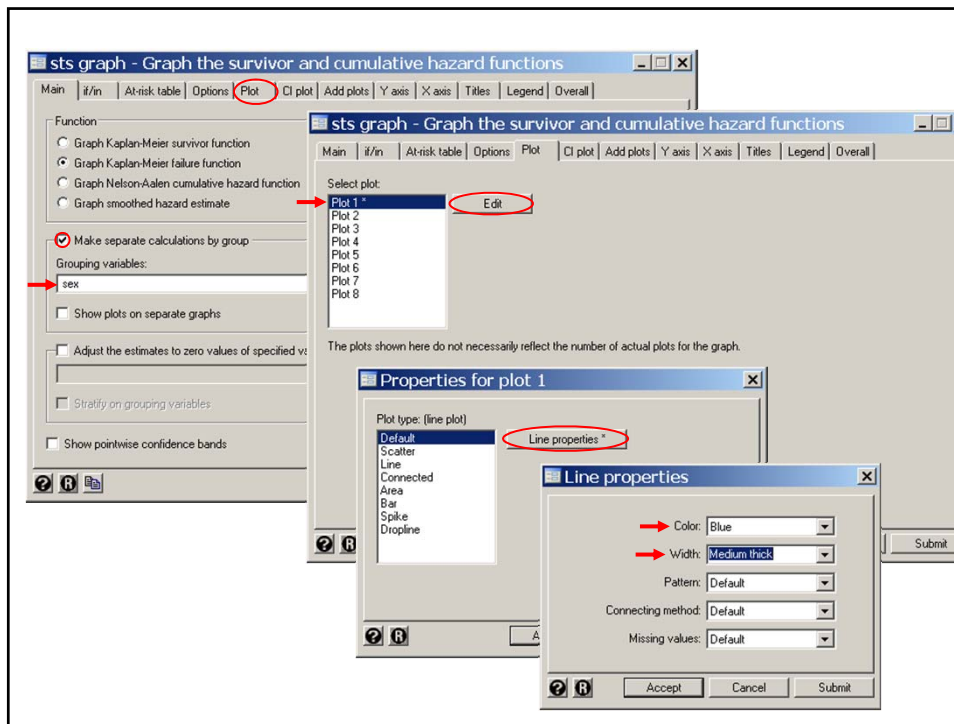 sts graph - Graph the survivor and cumulative hazard functions
Main if/in At-risk table Options Plot CI plot Add plots Y axis X axis Titles Legend Overall
Function
Graph Kaplan-Meier survivor function
Graph Kaplan-Meier failure function
Graph Nelson-Aalen cumulative hazard function
Graph smoothed hazard estimate
Make separate calculations by group
Grouping variables:
sex
Show plots on separate graphs
Adjust the estimates to zero values of specified va
Stratify on grouping variables
Show pointwise confidence bands
? R
sts graph - Graph the survivor and cumulative hazard functions
Main if/in At-risk table Options Plot CI plot Add plots Y axis X axis Titles Legend Overall
Select plot:
Plot 1 *
Edit
Plot 2
Plot 3
Plot 4
Plot 5
Plot 6
Plot 7
Plot 8
The plots shown here do not necessarily reflect the number of actual plots for the graph.
? R
Submit
Properties for plot 1
Plot type: (line plot)
Default
Line properties *
Scatter
Line
Connected
Area
Bar
Spike
Dropline
? R
A
Line properties
Color: Blue
Width: Medium thick
Pattern: Default
Connecting method: Default
Missing values: Default
? R
Accept Cancel Submit